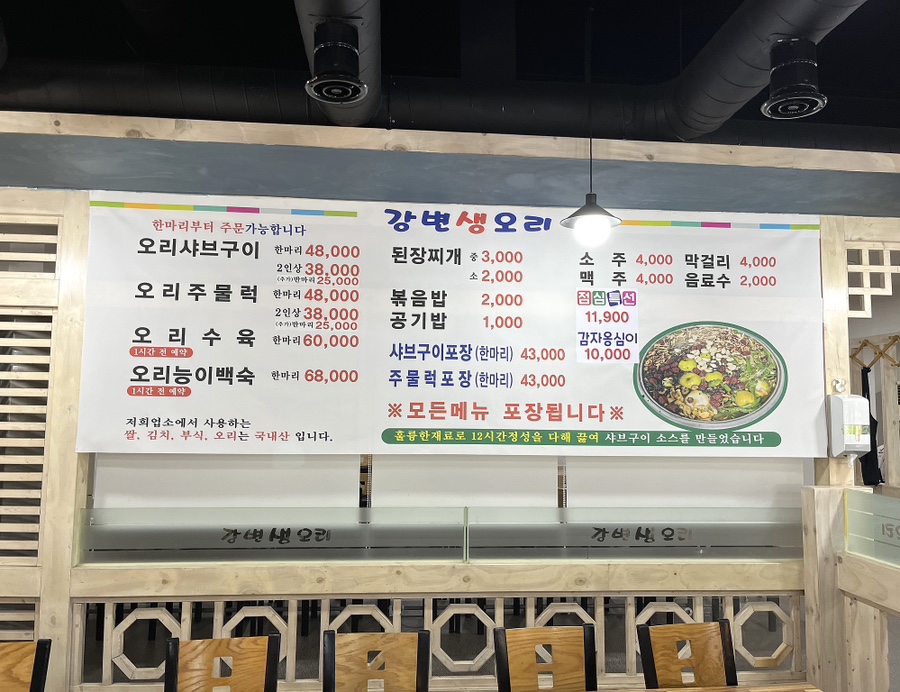 강변생오리
한마리부터 주문가능합니다
오리샤브구이 한마리 48,000
2인상 38,000
(추가)반마리 25,000
오리주물럭 한마리 48,000
2인상 38,000
(추가)반마리 25,000
오리수육 한마리 60,000
1시간 전 예약
오리능이백숙 한마리 68,000
1시간 전 예약
저희업소에서 사용하는
쌀, 김치, 부식, 오리는 국내산 입니다.
된장찌개 중 3,000
소 2,000
볶음밥 2,000
공기밥 1,000
샤브구이포장(한마리) 43,000
주물럭포장(한마리) 43,000
※모든메뉴 포장됩니다※
훌륭한재료로 12시간정성을 다해 끓여 샤브구이 소스를 만들었습니다
소주 4,000 막걸리 4,000
맥주 4,000 음료수 2,000
점심특선
11,900
감자옹심이
10,000
강변생오리
강변생오리